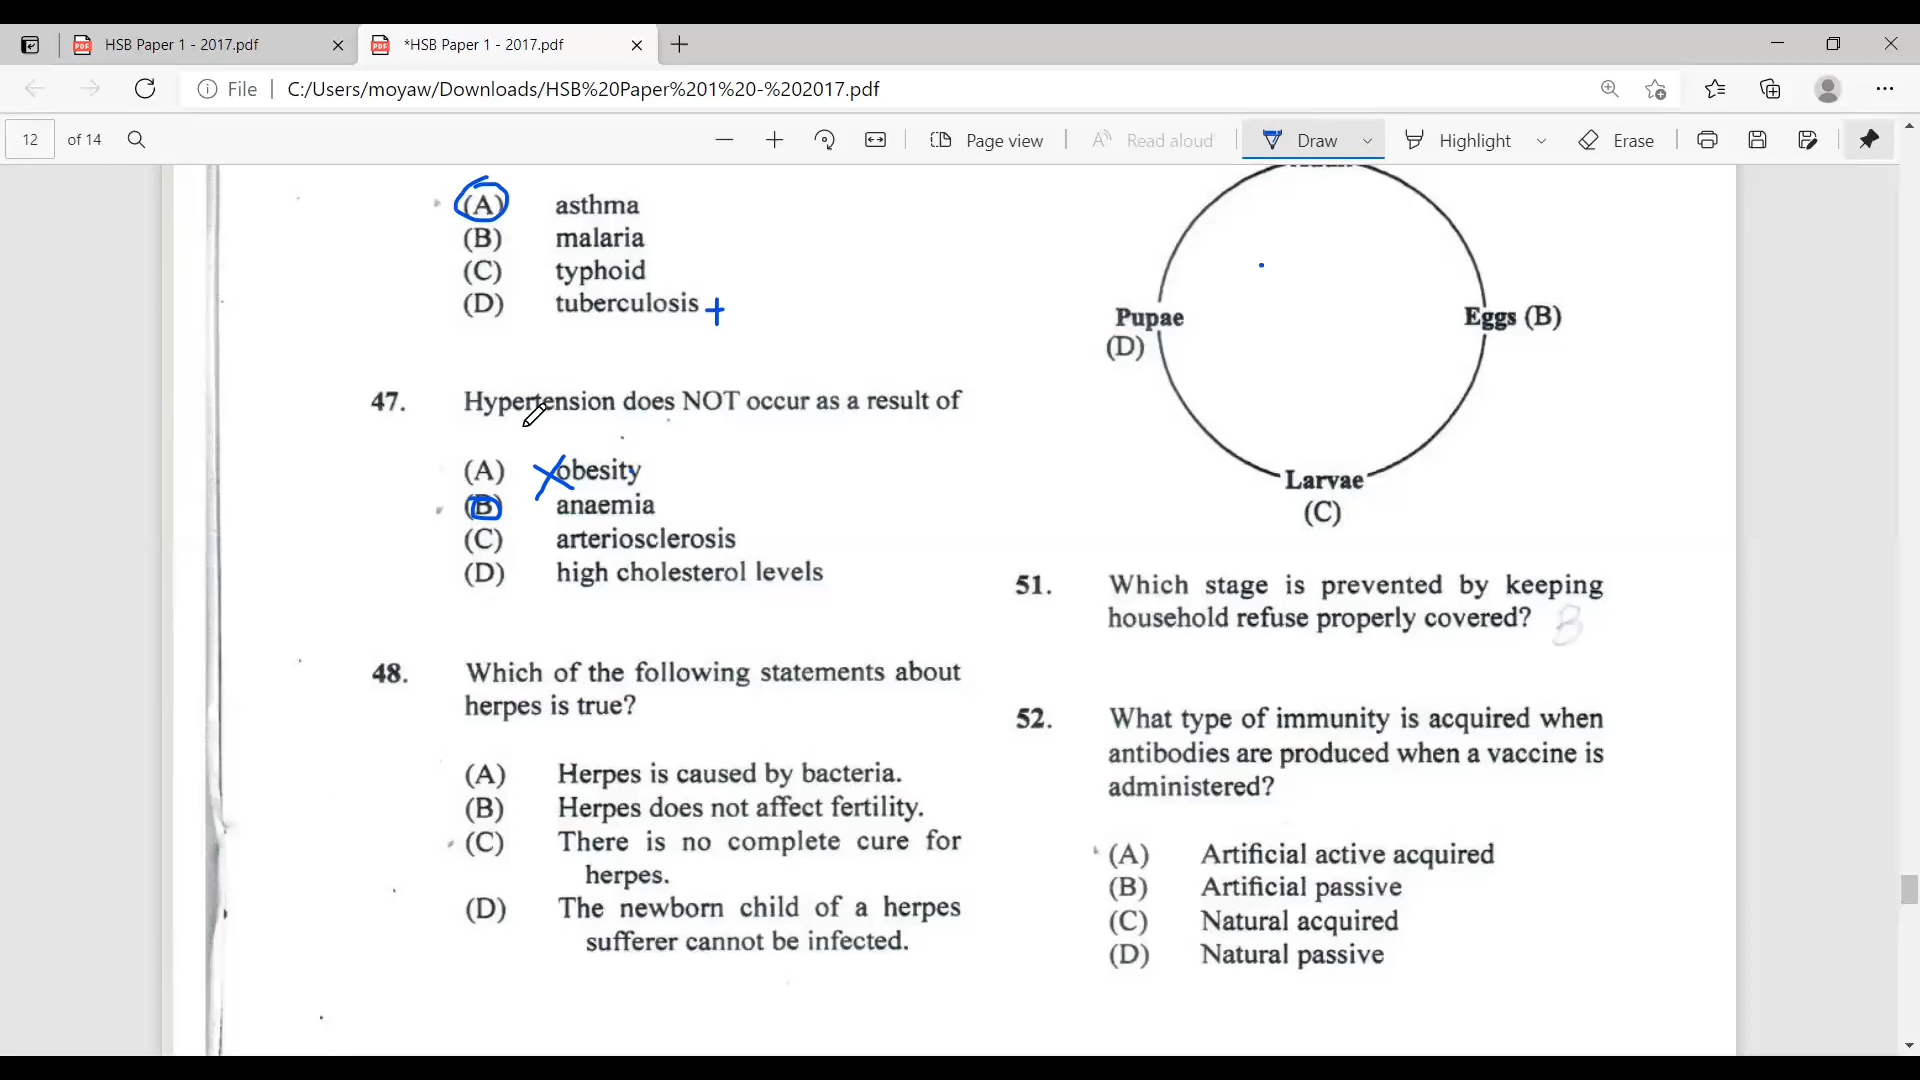 HSB Paper 1 - 2017.pdf
*HSB Paper 1 - 2017.pdf
File
C:/Users/moyaw/Downloads/HSB%20Paper%201%20-%202017.pdf
12 of 14
Page view
Read aloud
Draw
Highlight
Erase
(A) asthma
(B) malaria
(C) typhoid
(D) tuberculosis +
47. Hypertension does NOT occur as a result of
(A) obesity
(B) anaemia
(C) arteriosclerosis
(D) high cholesterol levels
48. Which of the following statements about
herpes is true?
(A) Herpes is caused by bacteria.
(B) Herpes does not affect fertility.
(C) There is no complete cure for
herpes.
(D) The newborn child of a herpes
sufferer cannot be infected.
Pupae
(D)
Eggs (B)
Larvae
(C)
51. Which stage is prevented by keeping
household refuse properly covered? B
52. What type of immunity is acquired when
antibodies are produced when a vaccine is
administered?
(A) Artificial active acquired
(B) Artificial passive
(C) Natural acquired
(D) Natural passive